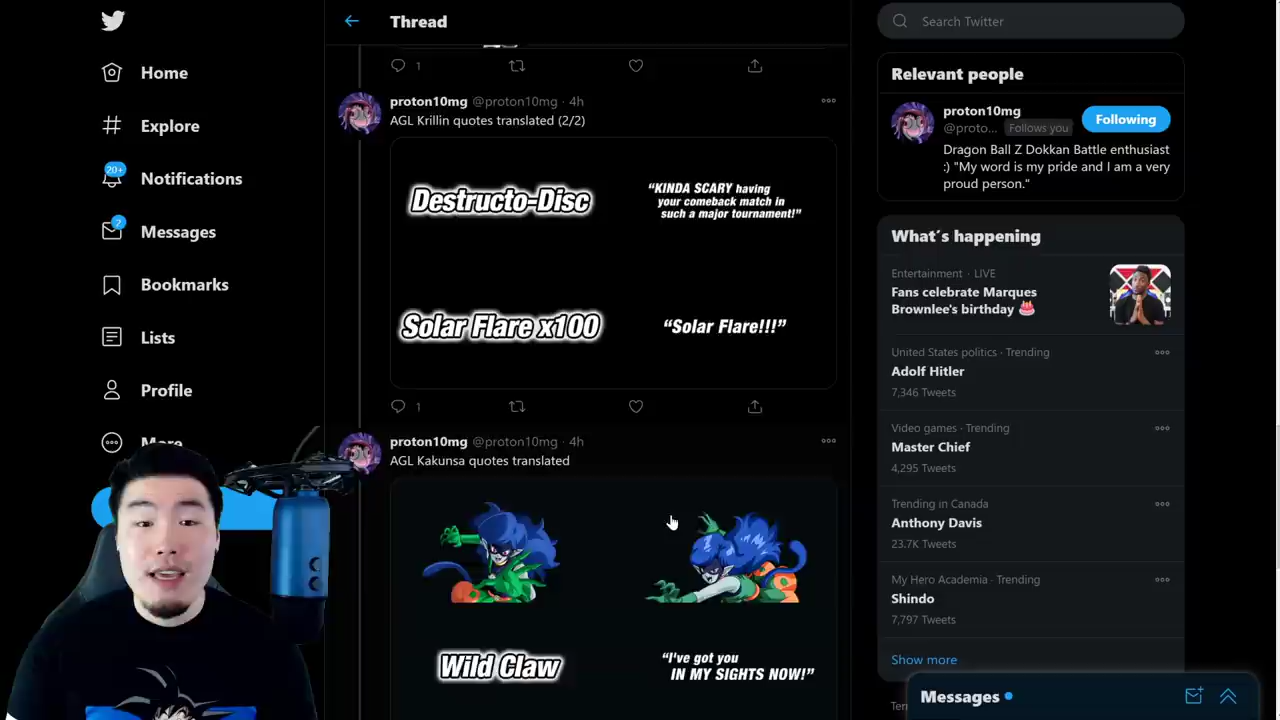 Home
Explore
20+
Notifications
2
Messages
Bookmarks
Lists
Profile
More
Thread
1
proton10mg @proton10mg · 4h
AGL Krillin quotes translated (2/2)
Destructo-Disc
“KINDA SCARY having
your comeback match in
such a major tournament!”
Solar Flare x100
“Solar Flare!!!”
1
proton10mg @proton10mg · 4h
AGL Kakunsa quotes translated
Wild Claw
“I've got you
IN MY SIGHTS NOW!”
Search Twitter
Relevant people
proton10mg
@proto... Follows you
Following
Dragon Ball Z Dokkan Battle enthusiast
:) "My word is my pride and I am a very
proud person."
What's happening
Entertainment · LIVE
Fans celebrate Marques
Brownlee's birthday 🎂
United States politics · Trending
Adolf Hitler
7,346 Tweets
Video games · Trending
Master Chief
4,295 Tweets
Trending in Canada
Anthony Davis
23.7K Tweets
My Hero Academia · Trending
Shindo
7,797 Tweets
Show more
Messages